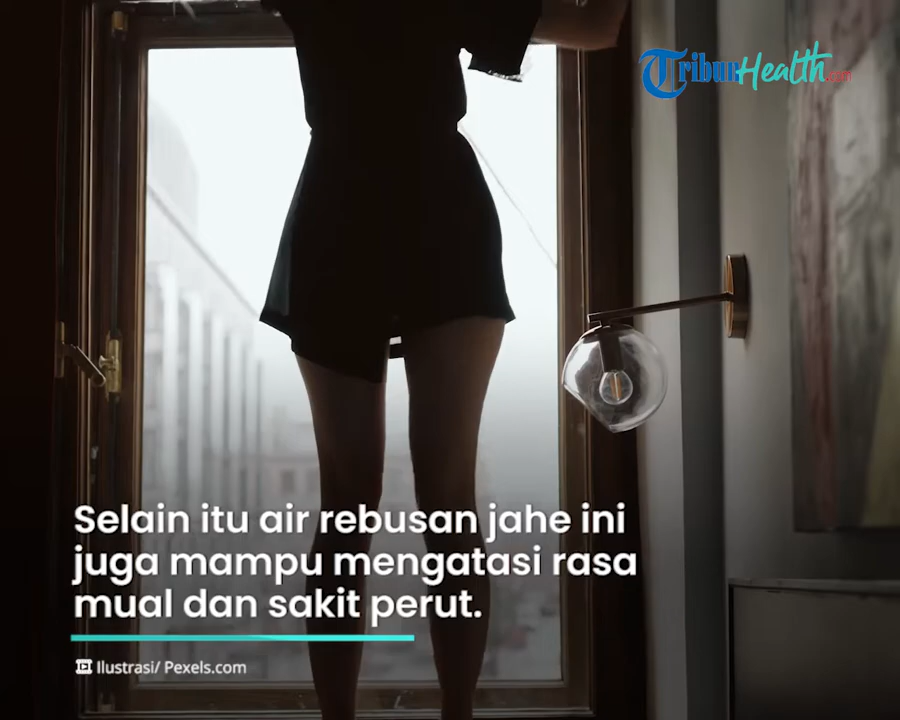 TribunHealth.com
Selain itu air rebusan jahe ini
juga mampu mengatasi rasa
mual dan sakit perut.
Ilustrasi/ Pexels.com